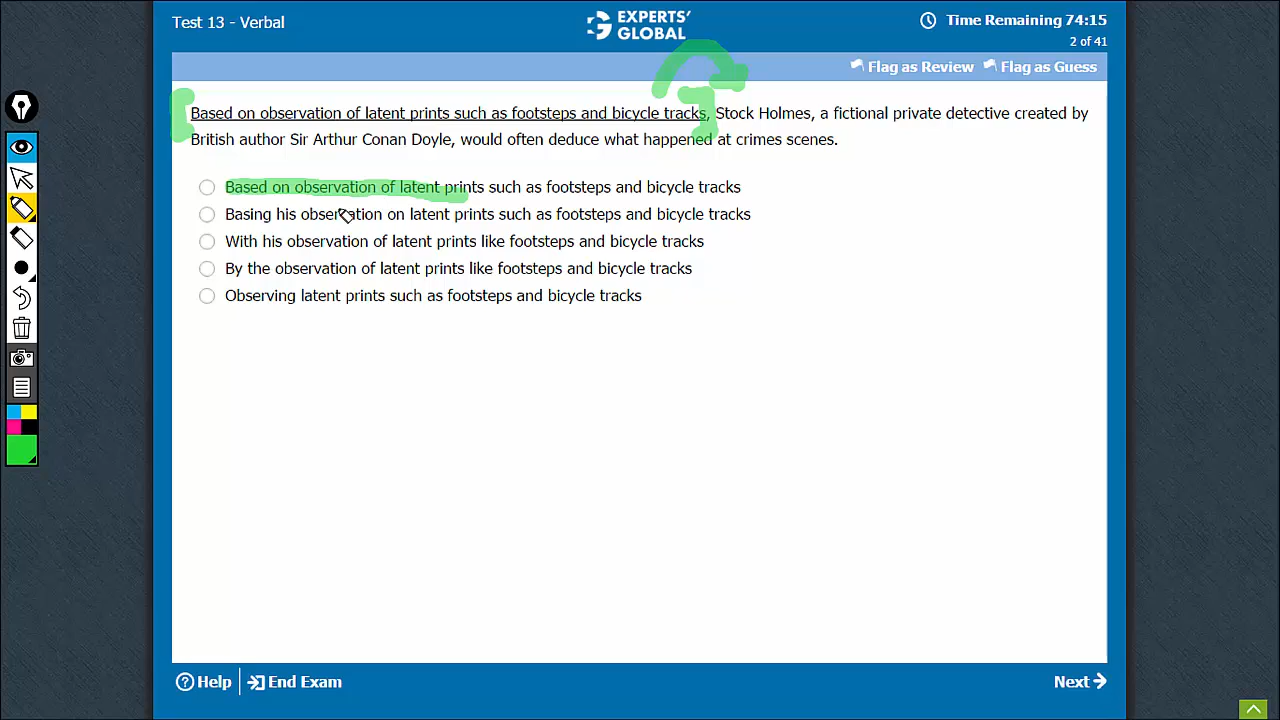 Test 13 - Verbal
EXPERTS'
GLOBAL
Time Remaining 74:15
2 of 41
Flag as Review
Flag as Guess
Based on observation of latent prints such as footsteps and bicycle tracks, Stock Holmes, a fictional private detective created by
British author Sir Arthur Conan Doyle, would often deduce what happened at crimes scenes.
Based on observation of latent prints such as footsteps and bicycle tracks
Basing his observation on latent prints such as footsteps and bicycle tracks
With his observation of latent prints like footsteps and bicycle tracks
By the observation of latent prints like footsteps and bicycle tracks
Observing latent prints such as footsteps and bicycle tracks
Help
End Exam
Next